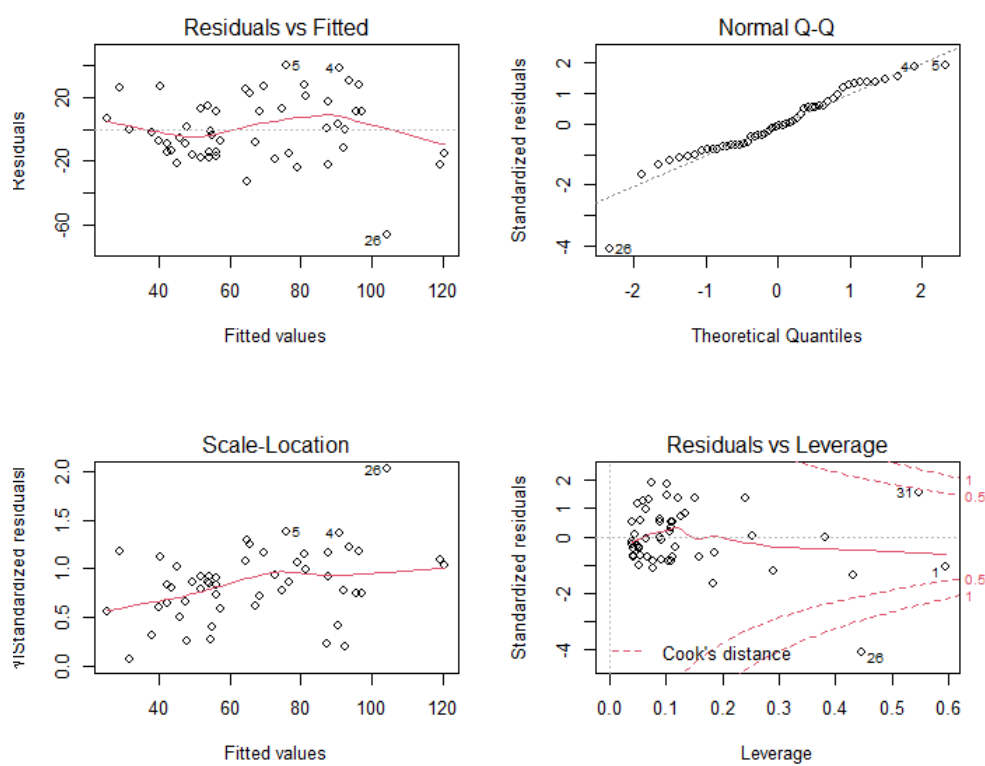 Residuals vs Fitted
Residuals
20
-20
-60
5
4
26
40 60 80 100 120
Fitted values
Normal Q-Q
Standardized residuals
2
1
0
-2
-4
4
5
26
-2 -1 0 1 2
Theoretical Quantiles
Scale-Location
√|Standardized residuals|
2.0
1.5
1.0
0.5
0.0
26
5
4
40 60 80 100 120
Fitted values
Residuals vs Leverage
Standardized residuals
2
1
0
-2
-4
31
1
26
1
0.5
0.5
1
Cook's distance
0.0 0.1 0.2 0.3 0.4 0.5 0.6
Leverage